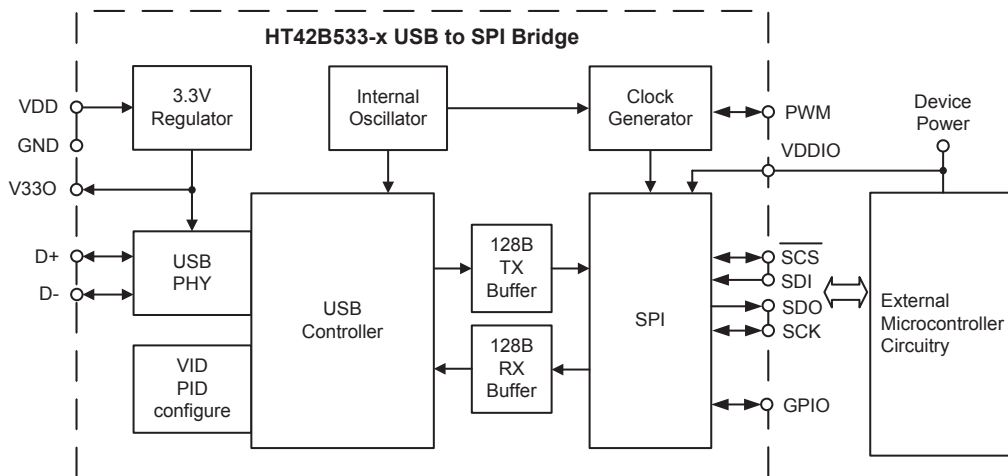 HT42B533-x USB to SPI Bridge
VDD
GND
V33O
D+
D-
3.3V
Regulator
Internal
Oscillator
Clock
Generator
PWM
VDDIO
Device
Power
USB
PHY
VID
PID
configure
USB
Controller
128B
TX
Buffer
128B
RX
Buffer
SPI
SCS
SDI
SDO
SCK
GPIO
External
Microcontroller
Circuitry